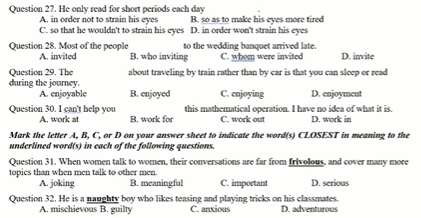 Question 27. He only read for short periods each day
A. in order not to strain his eyes B. so as to make his eyes more tired
C. so that he wouldn't to strain his eyes D. in order won't strain his eyes
Question 28. Most of the people to the wedding banquet arrived late.
A. invited B. who inviting C. whom were invited D. invite
Question 29. The about traveling by train rather than by car is that you can sleep or read
during the journey.
A. enjoyable B. enjoyed C. enjoying D. enjoyment
Question 30. I can't help you this mathematical operation. I have no idea of what it is.
A. work at B. work for C. work out D. work in
Mark the letter A, B, C, or D on your answer sheet to indicate the word(s) CLOSEST in meaning to the
underlined word(s) in each of the following questions.
Question 31. When women talk to women, their conversations are far from frivolous, and cover many more
topics than when men talk to other men.
A. joking B. meaningful C. important D. serious
Question 32. He is a naughty boy who likes teasing and playing tricks on his classmates.
A. mischievous B. guilty C. anxious D. adventurous